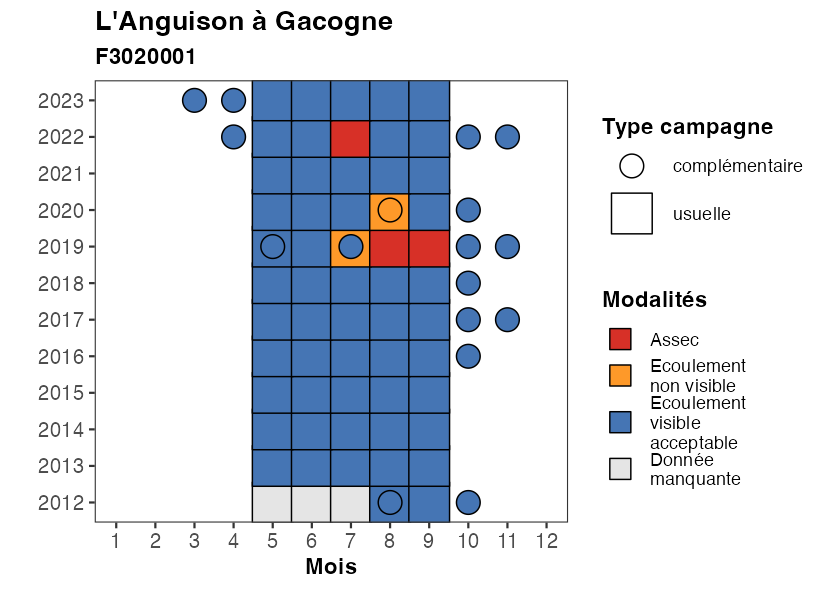 L'Anguison à Gacogne
F3020001
2023
2022
2021
2020
2019
2018
2017
2016
2015
2014
2013
2012
1 2 3 4 5 6 7 8 9 10 11 12
Mois
Type campagne
complémentaire
usuelle
Modalités
Assec
Ecoulement
non visible
Ecoulement
visible
acceptable
Donnée
manquante